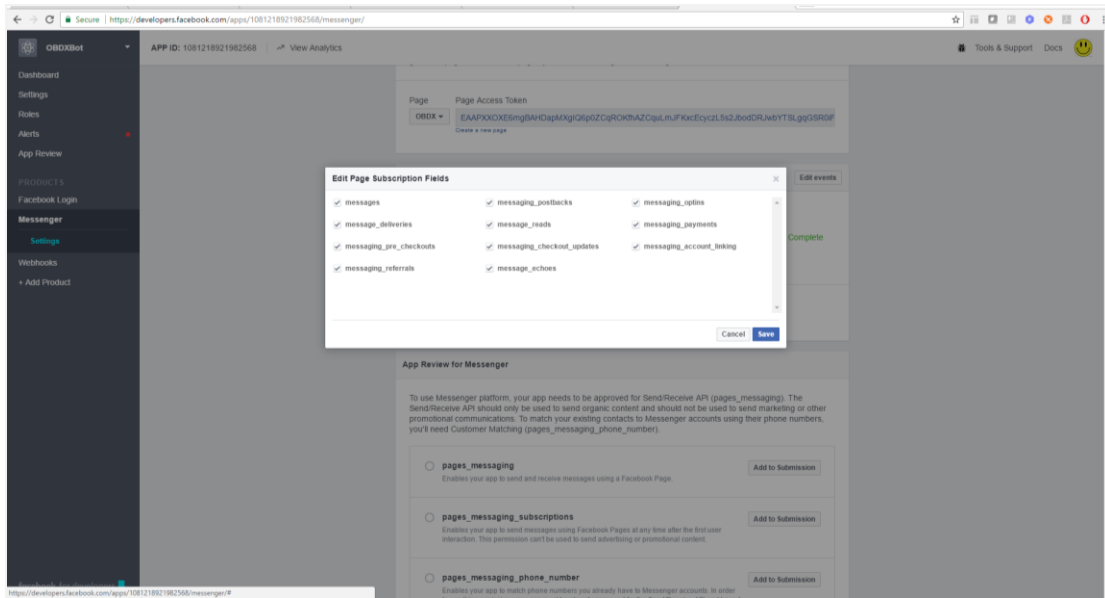 Secure | https://developers.facebook.com/apps/1081218921982568/messenger/
OBDXBot
APP ID: 1081218921982568
View Analytics
Tools & Support
Docs
Dashboard
Settings
Roles
Alerts
App Review
PRODUCTS
Facebook Login
Messenger
Settings
Webhooks
+ Add Product
Page
Page Access Token
OBDX
Create a new page
Edit events
Complete
Edit Page Subscription Fields
messages
messaging_postbacks
messaging_optins
message_deliveries
message_reads
messaging_payments
messaging_pre_checkouts
messaging_checkout_updates
messaging_account_linking
messaging_referrals
message_echoes
Cancel
Save
App Review for Messenger
To use Messenger platform, your app needs to be approved for Send/Receive API (pages_messaging). The
Send/Receive API should only be used to send organic content and should not be used to send marketing or other
promotional communications. To match your existing contacts to Messenger accounts using their phone numbers,
you'll need Customer Matching (pages_messaging_phone_number).
pages_messaging
Enables your app to send and receive messages using a Facebook Page.
Add to Submission
pages_messaging_subscriptions
Enables your app to send messages using Facebook Pages at any time after the first user
interaction. This permission can't be used to send advertising or promotional content.
Add to Submission
pages_messaging_phone_number
Enables your app to match phone numbers you already have to Messenger accounts. In order
Add to Submission
facebook for developers
https://developers.facebook.com/apps/1081218921982568/messenger/#